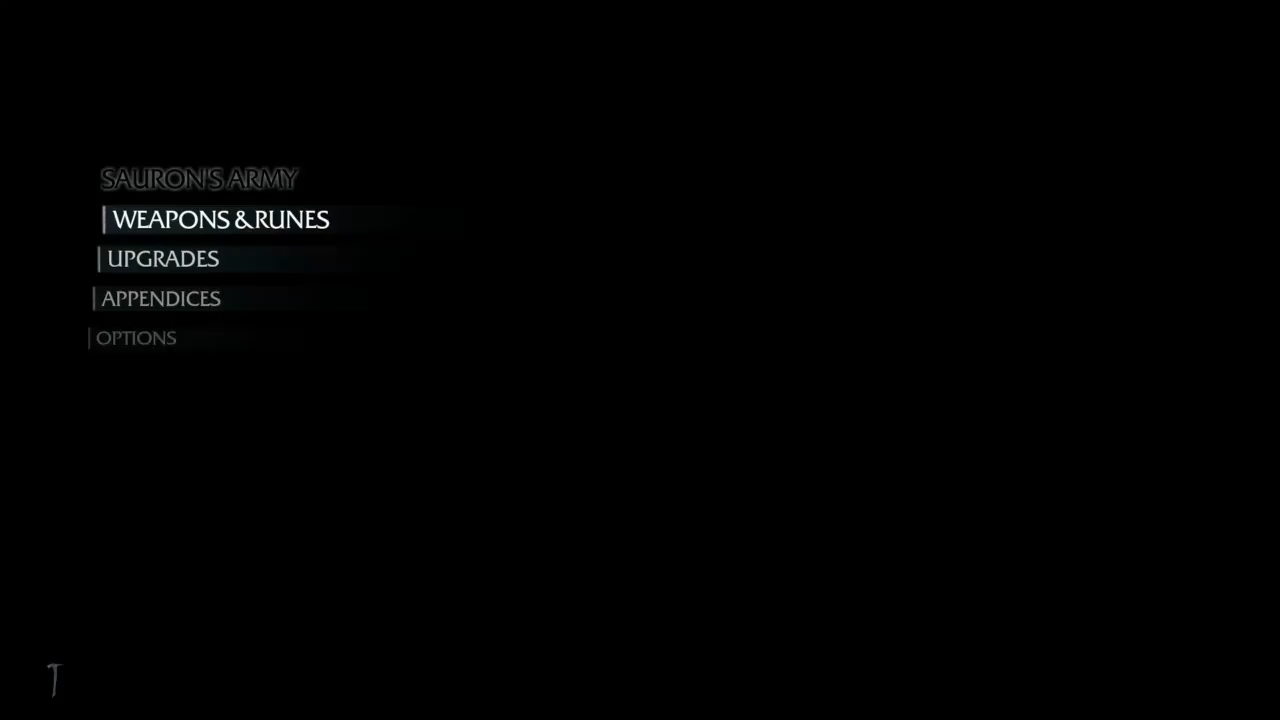 SAURON'S ARMY
WEAPONS & RUNES
UPGRADES
APPENDICES
OPTIONS